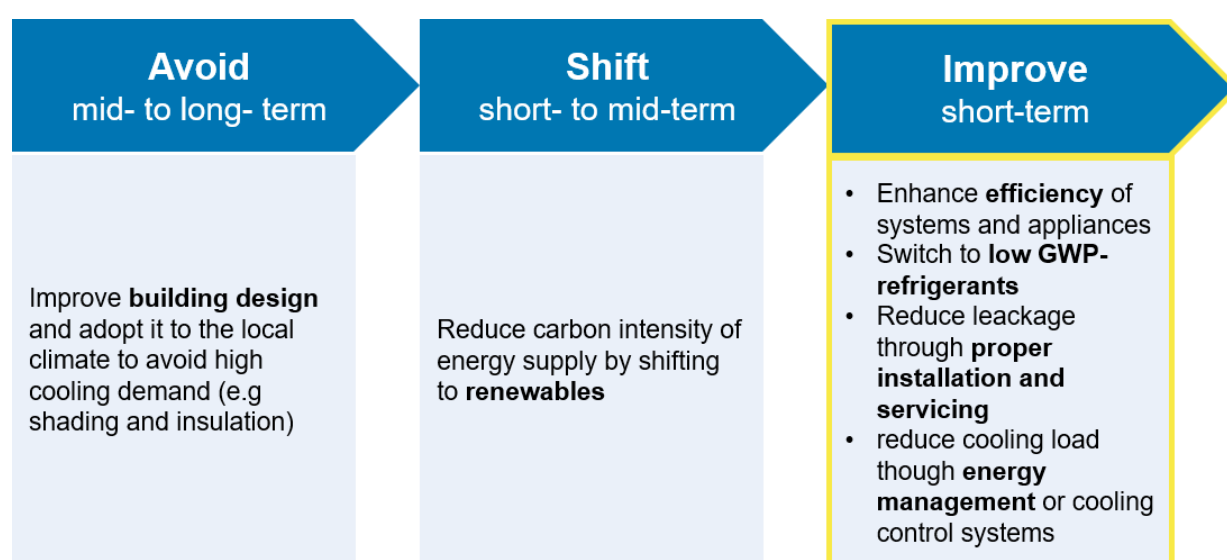 Avoid
mid- to long- term
Improve building design
and adopt it to the local
climate to avoid high
cooling demand (e.g
shading and insulation)
Shift
short- to mid-term
Reduce carbon intensity of
energy supply by shifting
to renewables
Improve
short-term
• Enhance efficiency of
systems and appliances
• Switch to low GWP-
refrigerants
• Reduce leackage
through proper
installation and
servicing
• reduce cooling load
though energy
management or cooling
control systems